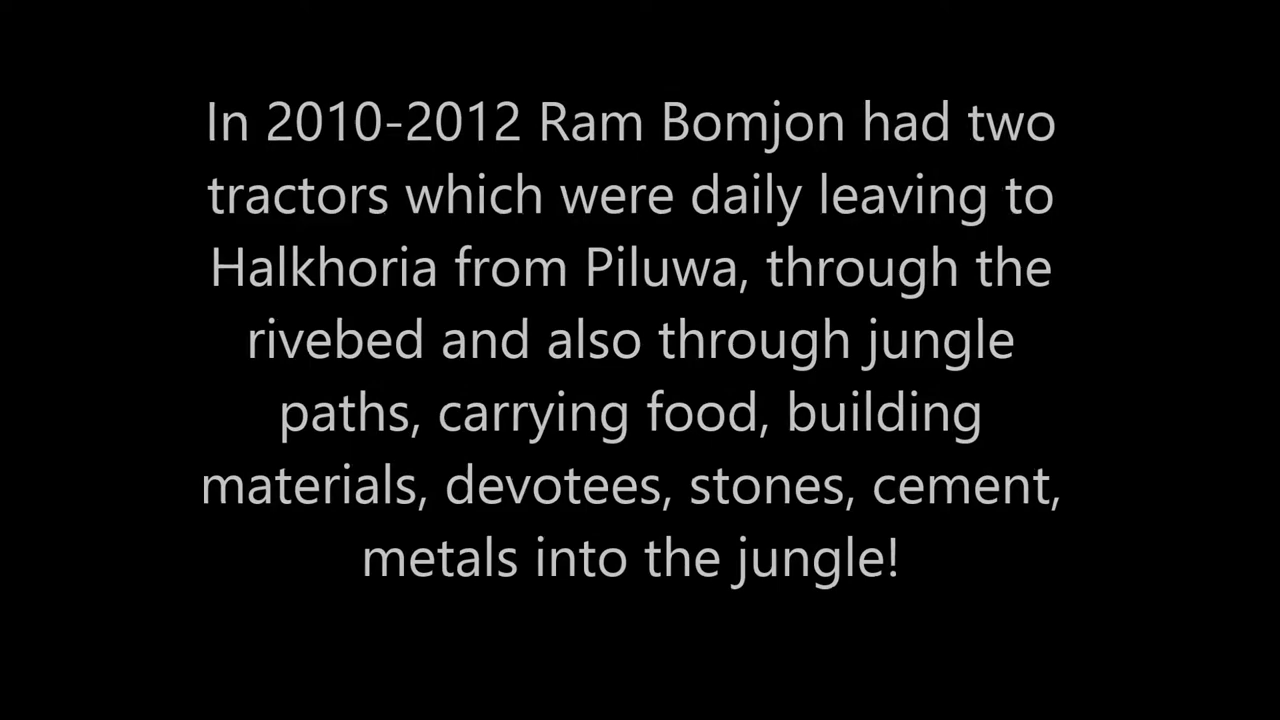 In 2010-2012 Ram Bomjon had two
tractors which were daily leaving to
Halkhoria from Piluwa, through the
rivebed and also through jungle
paths, carrying food, building
materials, devotees, stones, cement,
metals into the jungle!